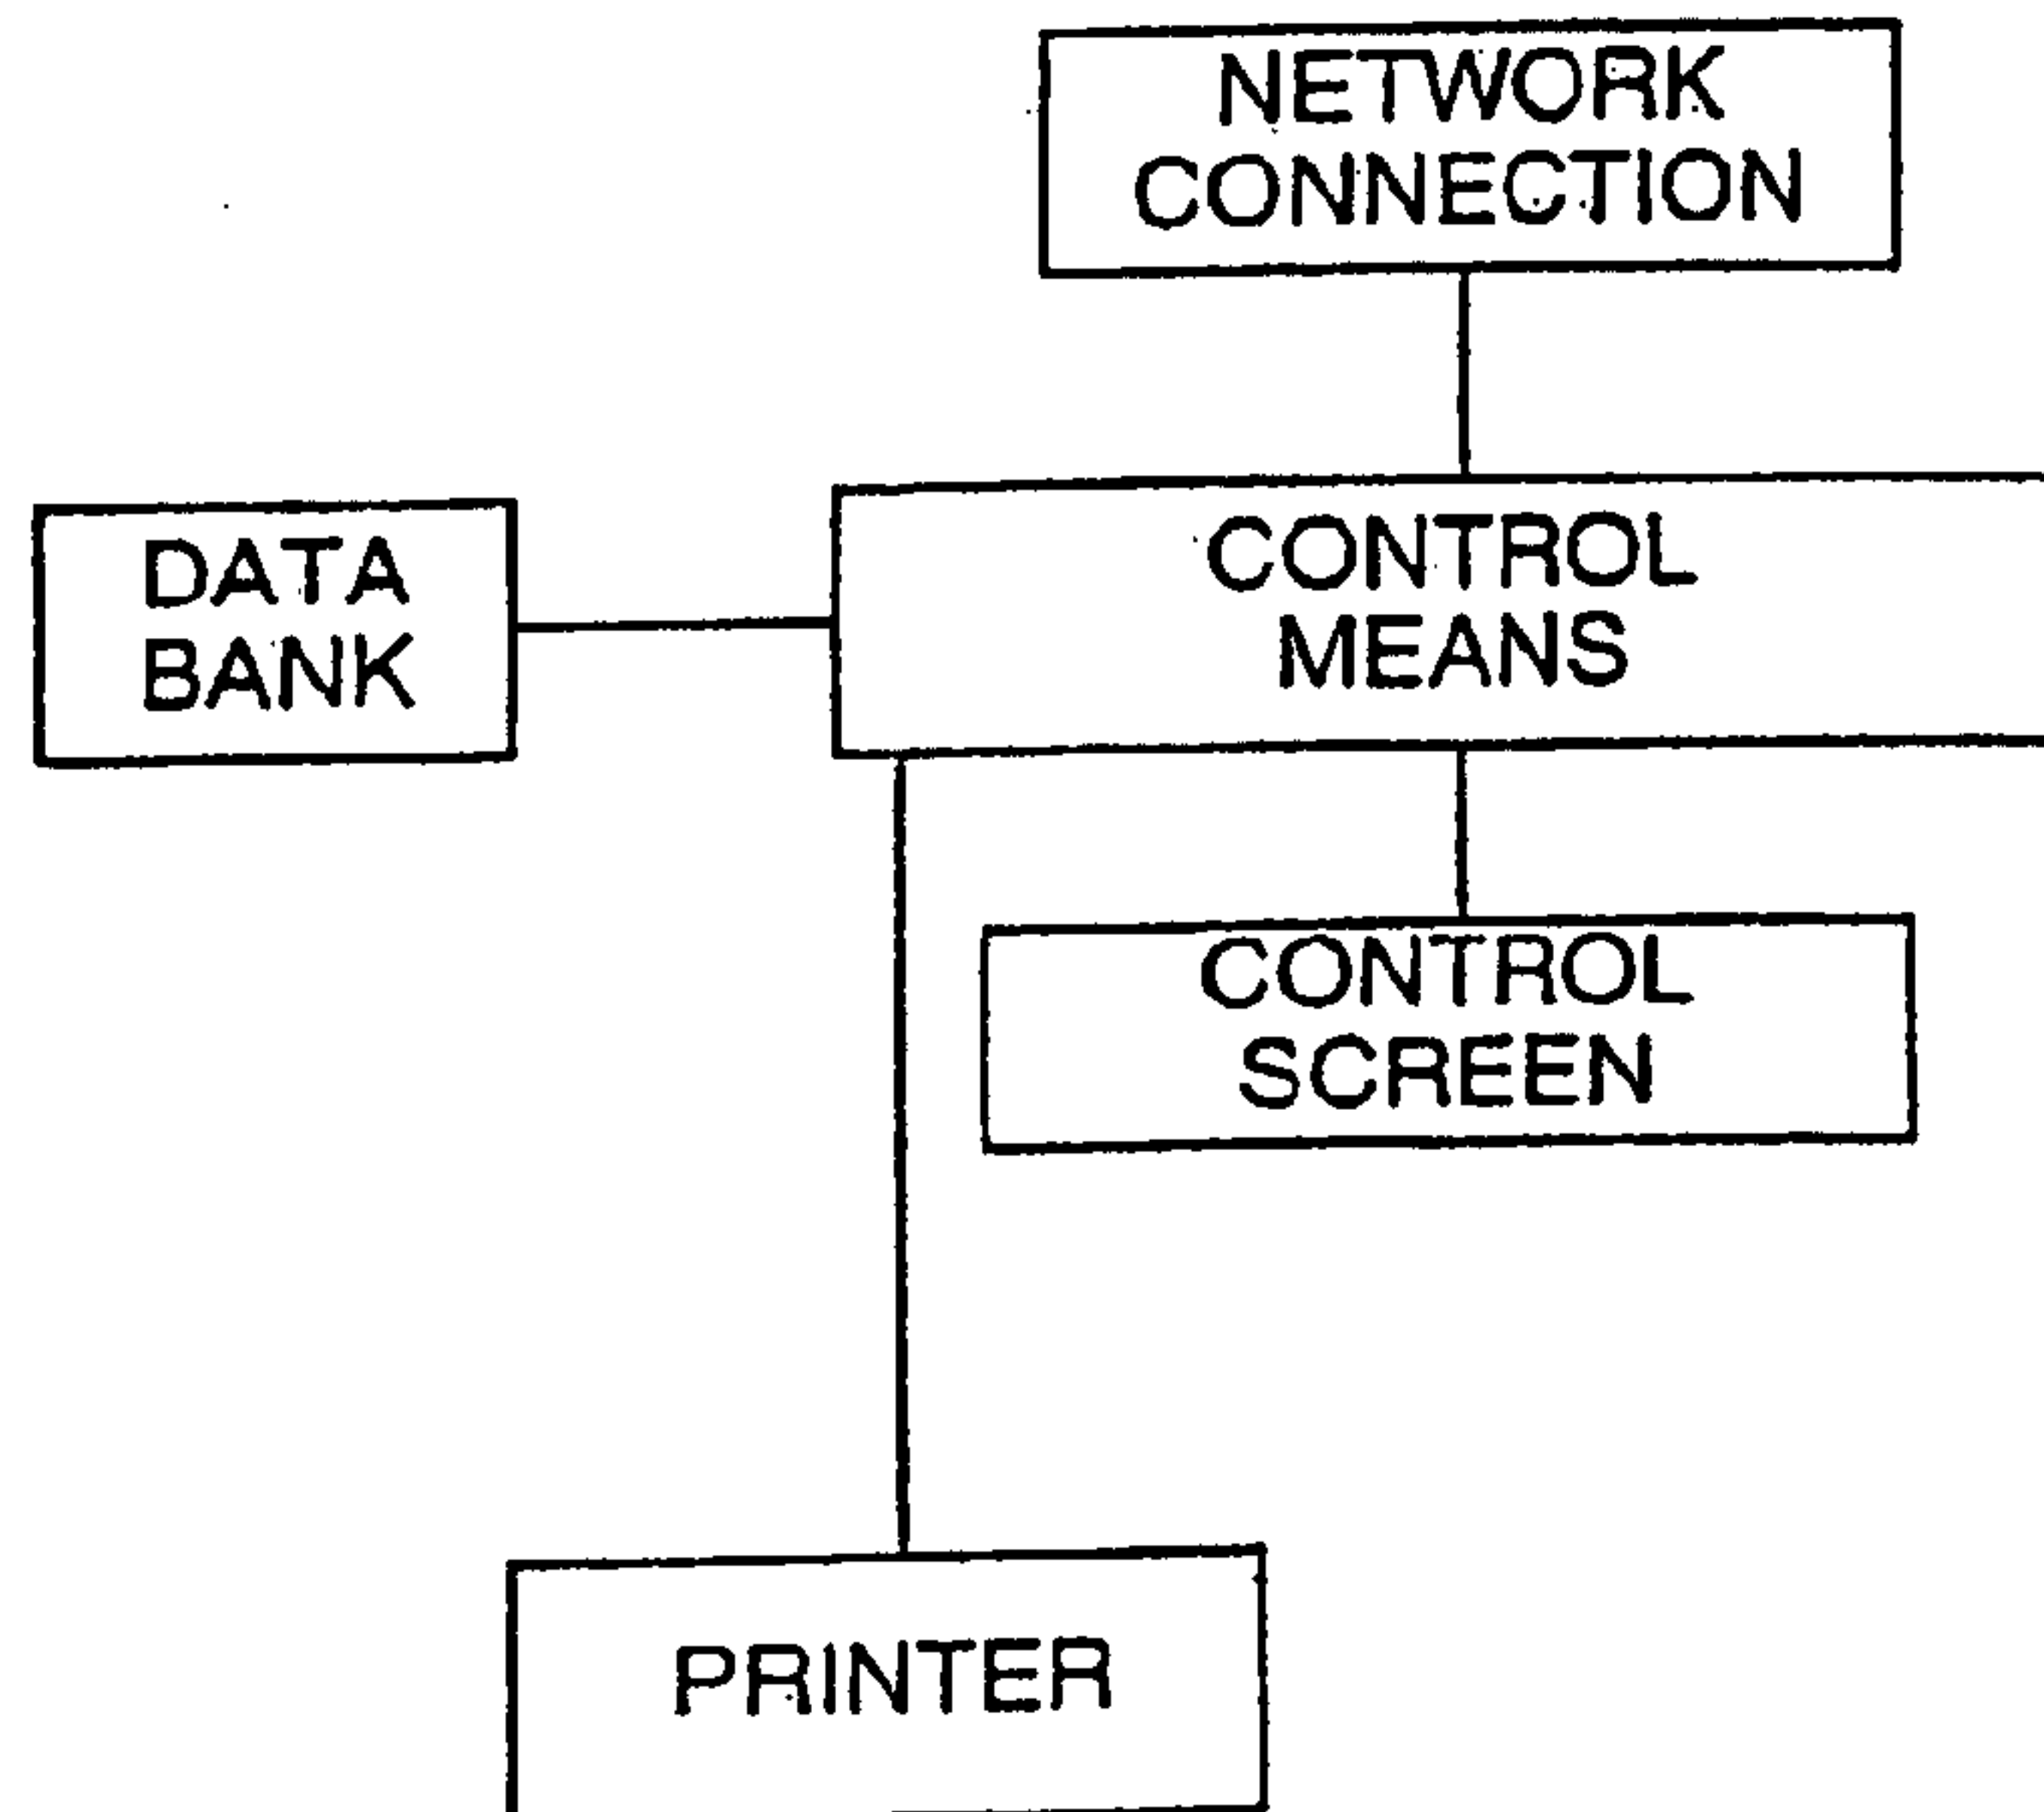 NETWORK
CONNECTION
DATA
BANK
CONTROL
MEANS
CONTROL
SCREEN
PRINTER